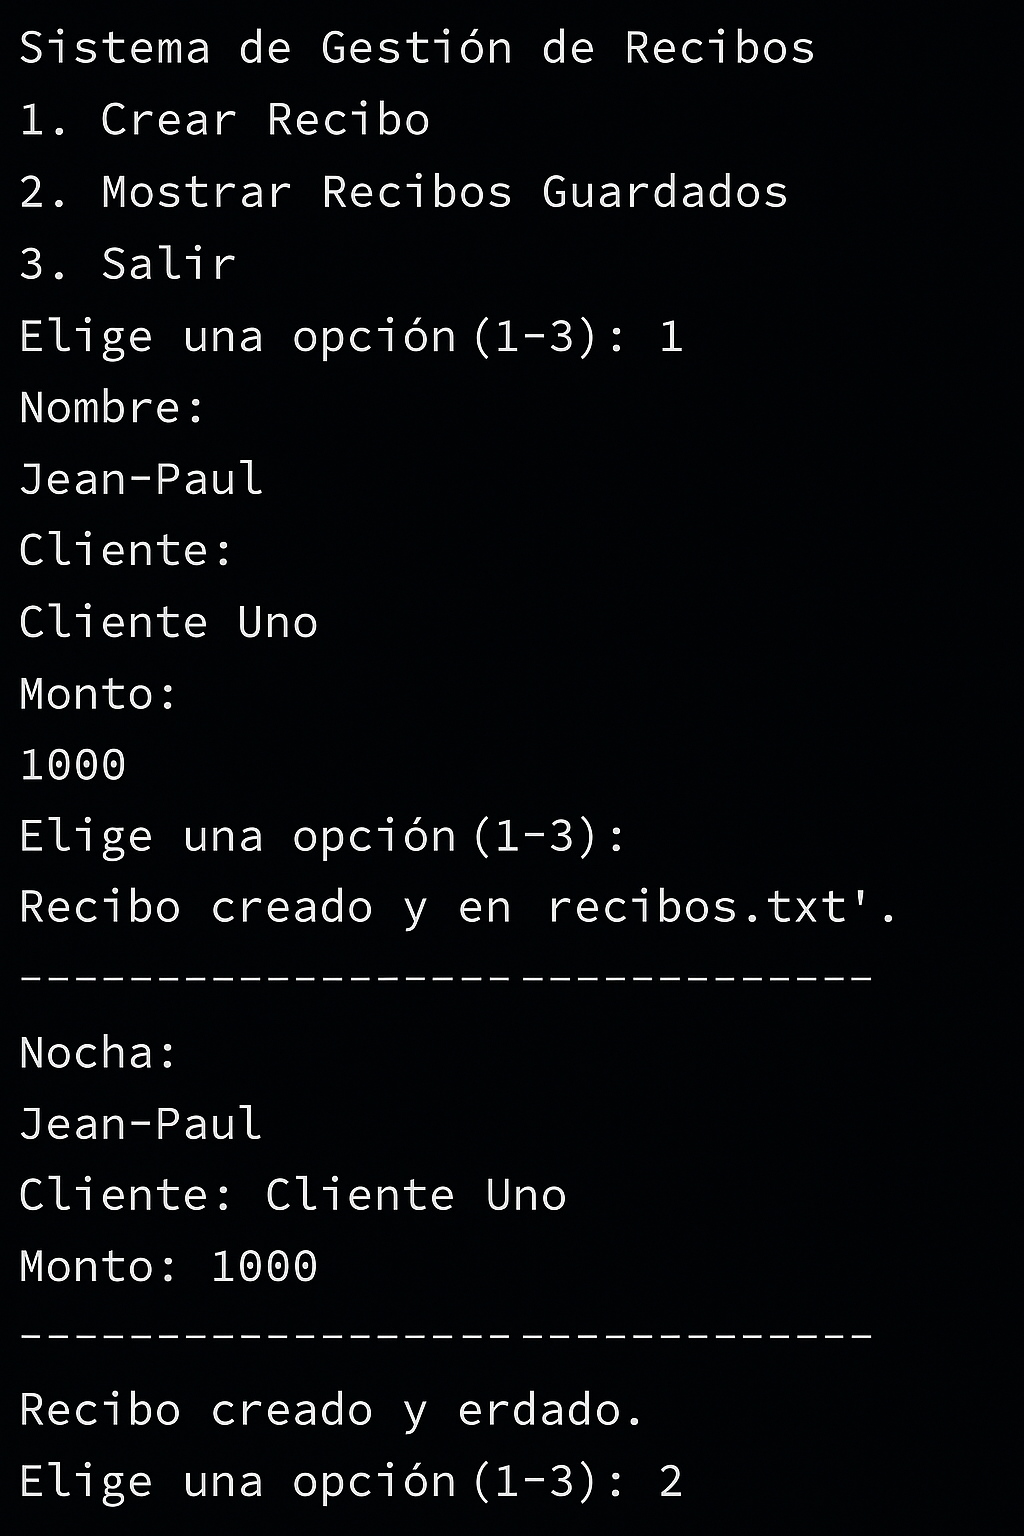 Sistema de Gestión de Recibos
1. Crear Recibo
2. Mostrar Recibos Guardados
3. Salir
Elige una opción (1-3): 1
Nombre:
Jean-Paul
Cliente:
Cliente Uno
Monto:
1000
Elige una opción (1-3):
Recibo creado y en recibos.txt'.
-------------------------------
Nocha:
Jean-Paul
Cliente: Cliente Uno
Monto: 1000
-------------------------------
Recibo creado y erdado.
Elige una opción (1-3): 2